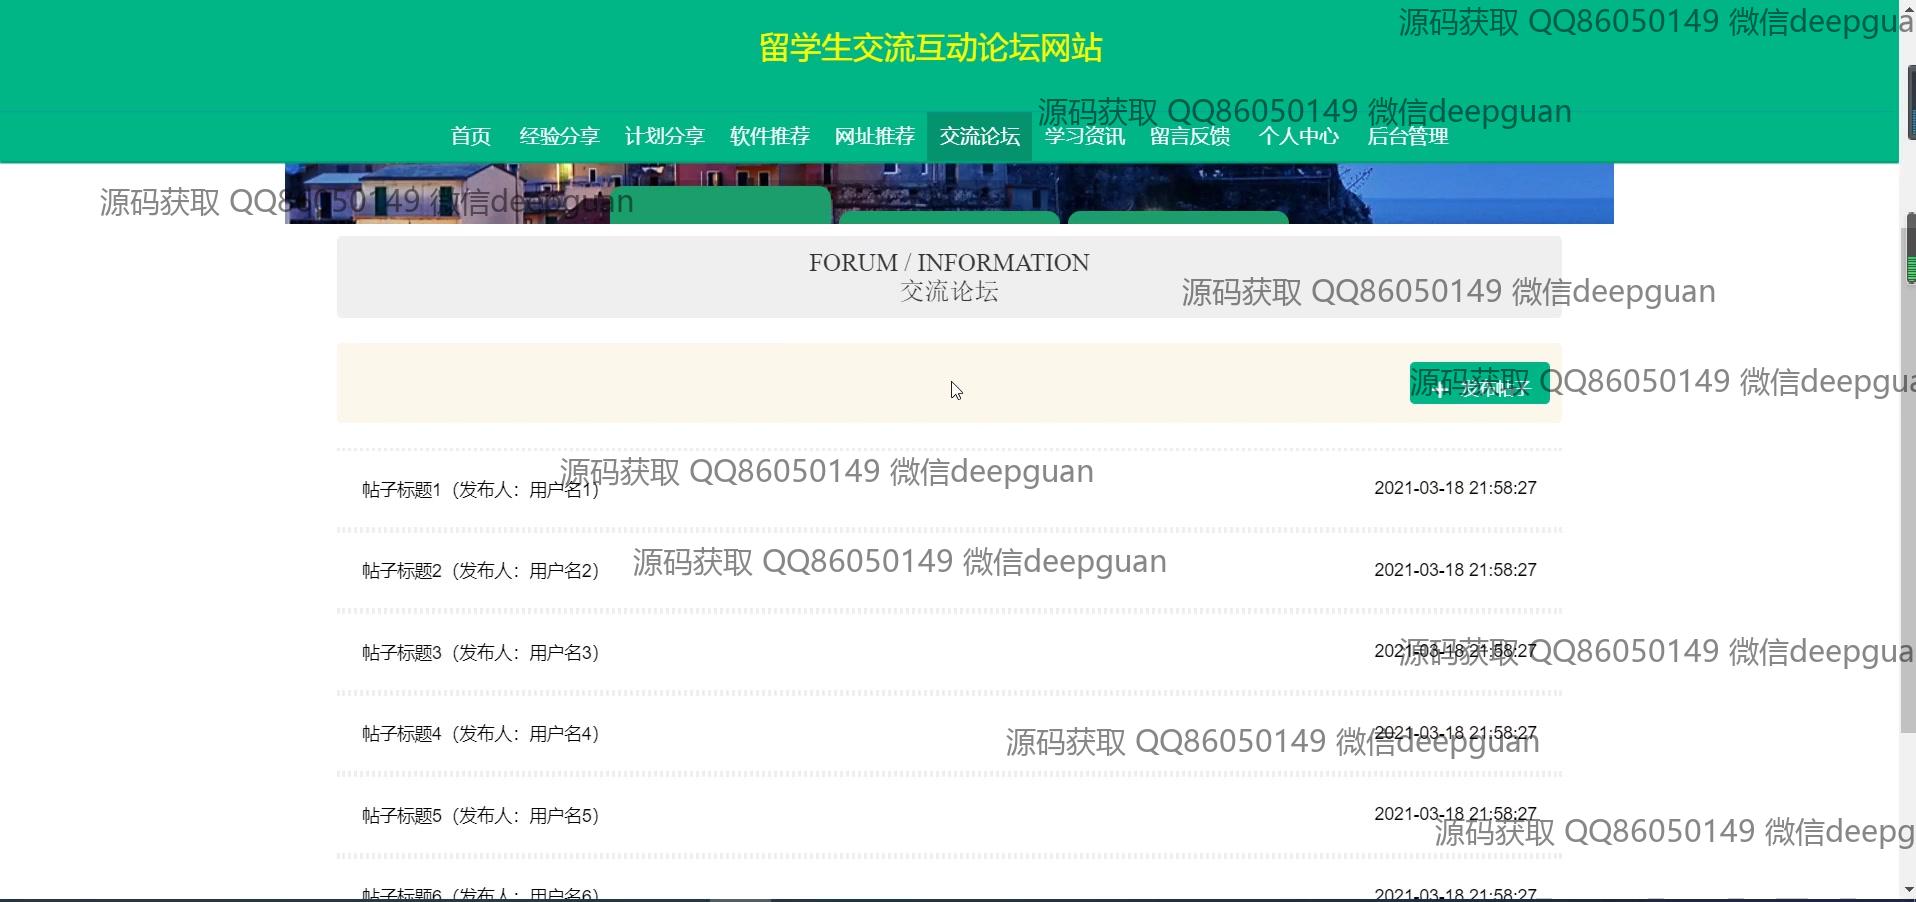 源码获取 QQ86050149 微信deepgua
留学生交流互动论坛网站
源码获取 QQ86050149 微信deepguan
首页 经验分享 计划分享 软件推荐 网址推荐 交流论坛 学习资讯 留言反馈 个人中心 后台管理
源码获取 QQ86050149 微信deepguan
FORUM / INFORMATION
交流论坛
源码获取 QQ86050149 微信deepguan
源码获取 QQ86050149 微信deepgua
+ 发布帖子
源码获取 QQ86050149 微信deepguan
帖子标题1（发布人：用户名1） 2021-03-18 21:58:27
源码获取 QQ86050149 微信deepguan
帖子标题2（发布人：用户名2） 2021-03-18 21:58:27
帖子标题3（发布人：用户名3） 2021-03-18 21:58:27
源码获取 QQ86050149 微信deepgua
帖子标题4（发布人：用户名4） 2021-03-18 21:58:27
源码获取 QQ86050149 微信deepguan
帖子标题5（发布人：用户名5） 2021-03-18 21:58:27
源码获取 QQ86050149 微信deepg
帖子标题6（发布人：用户名6） 2021-03-18 21:58:27